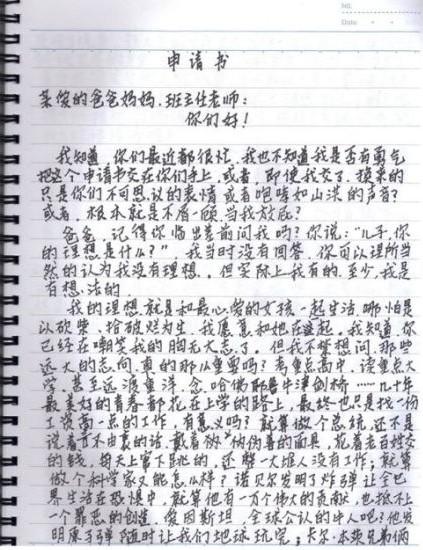 NO.
Date
申请书
亲爱的爸爸妈妈、班主任老师：
你们好！
我知道，你们最近都很忙，我也不知道我是否有勇气
把这个申请书交在你们手上，或者，即使我交了，换来的
只是你们不可思议的表情或者咆哮如山洪的声音？
或者，根本就是不屑一顾，当我放屁？
爸爸，记得你临出差前问我吗？你说：“儿子，你
的理想是什么？”，我当时没有回答，你可以理所当
然的认为我没有理想。但实际上我有的，至少，我是
有想法的。
我的理想就是和最心爱的女孩一起生活，哪怕是
以砍柴、拾破烂为生，我愿意和她在一起。我知道，你
已经在嘲笑我的胸无大志了。但我不禁想问，那些
远大的志向，真的那么重要吗？考重点高中，读重点大
学，甚至远渡重洋，念哈佛耶鲁牛津剑桥……几十年
最美好的青春都花在上学的路上，最终也只是找一份
工资高一点的工作，有意义吗？就算做个总统，还不是
说着言不由衷的话，戴着伪善的面具，花着老百姓交
的钱，每天上窜下跳的，还整一大堆人没有工作；就算
做个科学家又能怎么样？诺贝尔发明了炸弹让全世
界生活在恐惧中，就算他有一万个伟大的贡献，也抵不上
一个罪恶的创造，爱因斯坦，全球公认的牛人吧？他发
明原子弹随时让我们地球玩完；卡尔·本茨兄弟俩